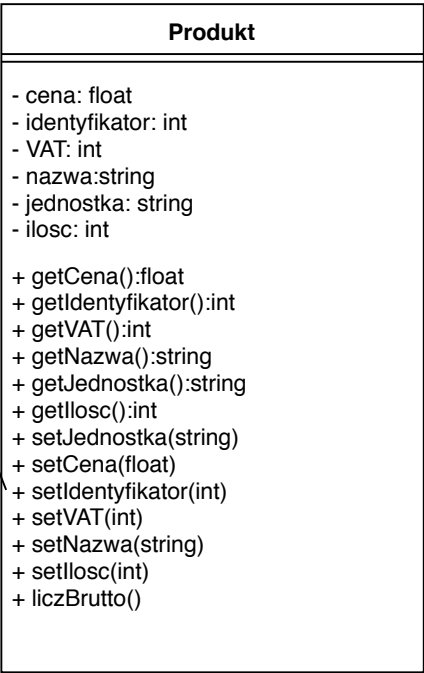 Produkt
- cena: float
- identyfikator: int
- VAT: int
- nazwa:string
- jednostka: string
- ilosc: int
+ getCena():float
+ getIdentyfikator():int
+ getVAT():int
+ getNazwa():string
+ getJednostka():string
+ getIlosc():int
+ setJednostka(string)
+ setCena(float)
+ setIdentyfikator(int)
+ setVAT(int)
+ setNazwa(string)
+ setIlosc(int)
+ liczBrutto()